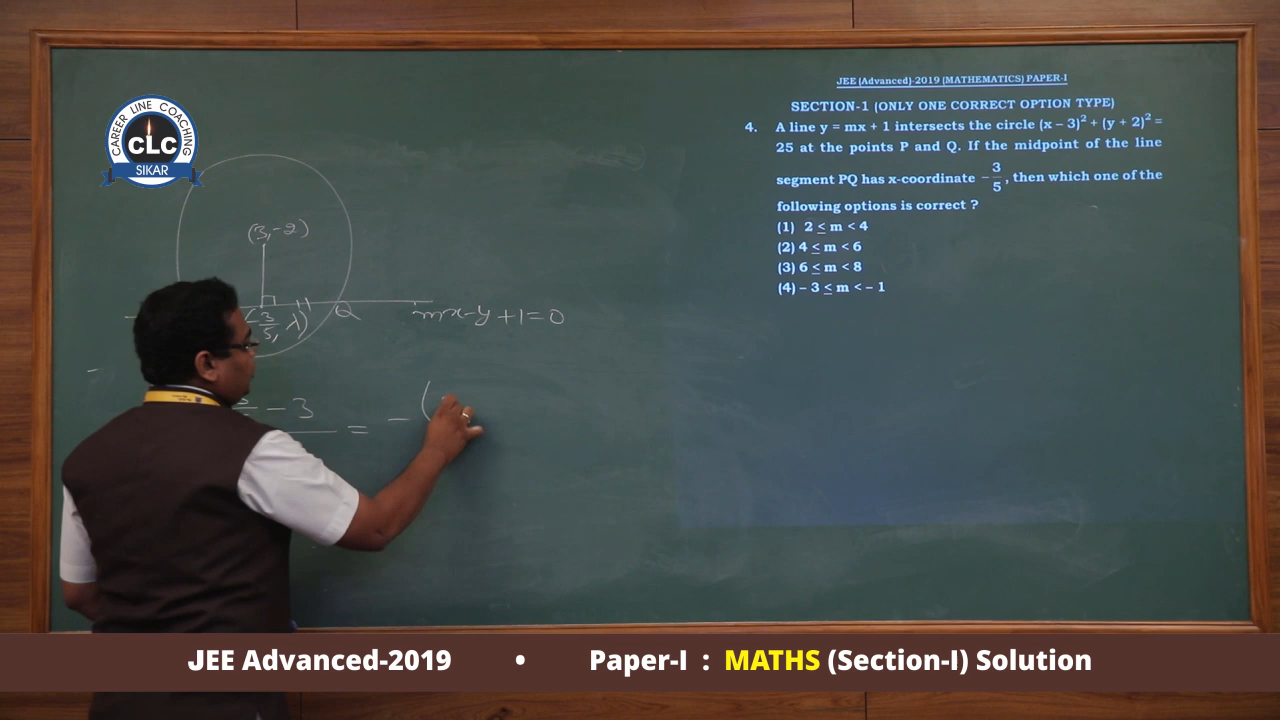 JEE (Advanced)-2019 (MATHEMATICS) PAPER-I
SECTION-1 (ONLY ONE CORRECT OPTION TYPE)
4. A line y = mx + 1 intersects the circle (x – 3)² + (y + 2)² =
25 at the points P and Q. If the midpoint of the line
segment PQ has x-coordinate –3/5, then which one of the
following options is correct ?
(1) 2 ≤ m < 4
(2) 4 ≤ m < 6
(3) 6 ≤ m < 8
(4) – 3 ≤ m < – 1
CAREER LINE COACHING
CLC
SIKAR
(3,-2)
3/5, λ) Q mx-y+1=0
- 3 = - (
JEE Advanced-2019 • Paper-I : MATHS (Section-I) Solution